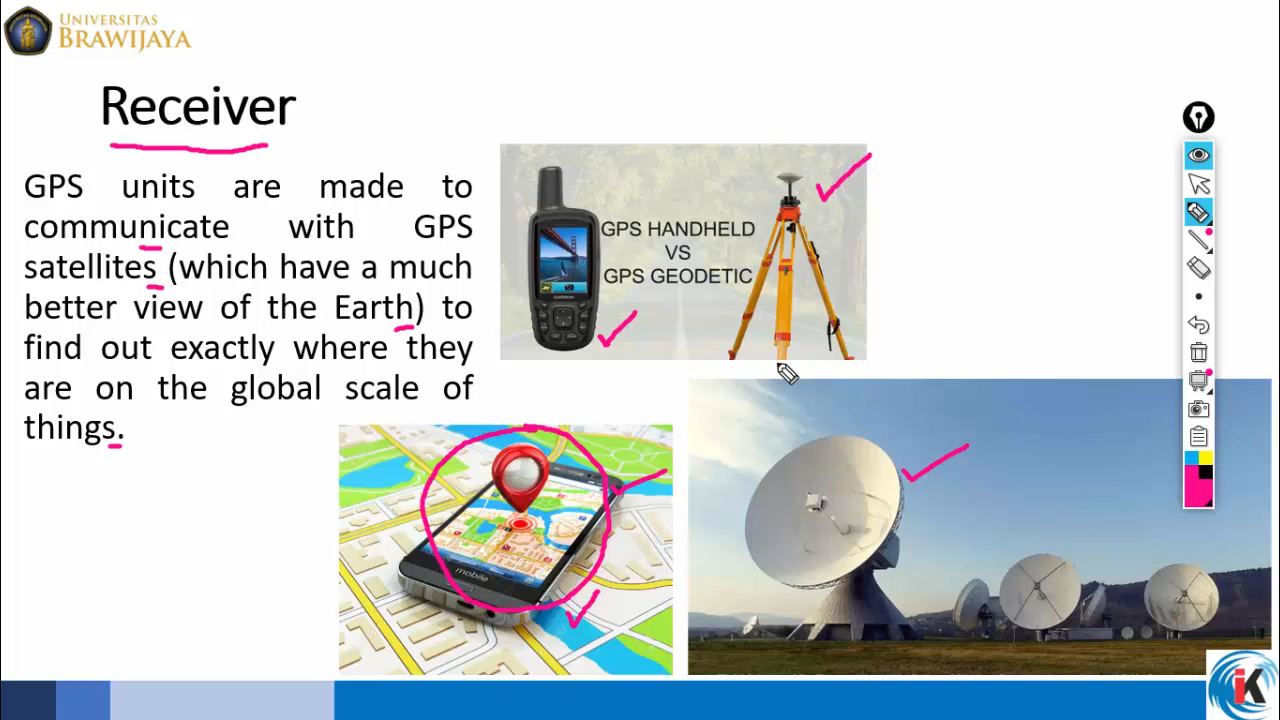 UNIVERSITAS
BRAWIJAYA
Receiver
GPS units are made to
communicate with GPS
satellites (which have a much
better view of the Earth) to
find out exactly where they
are on the global scale of
things.
GPS HANDHELD
VS
GPS GEODETIC
mobile
iK